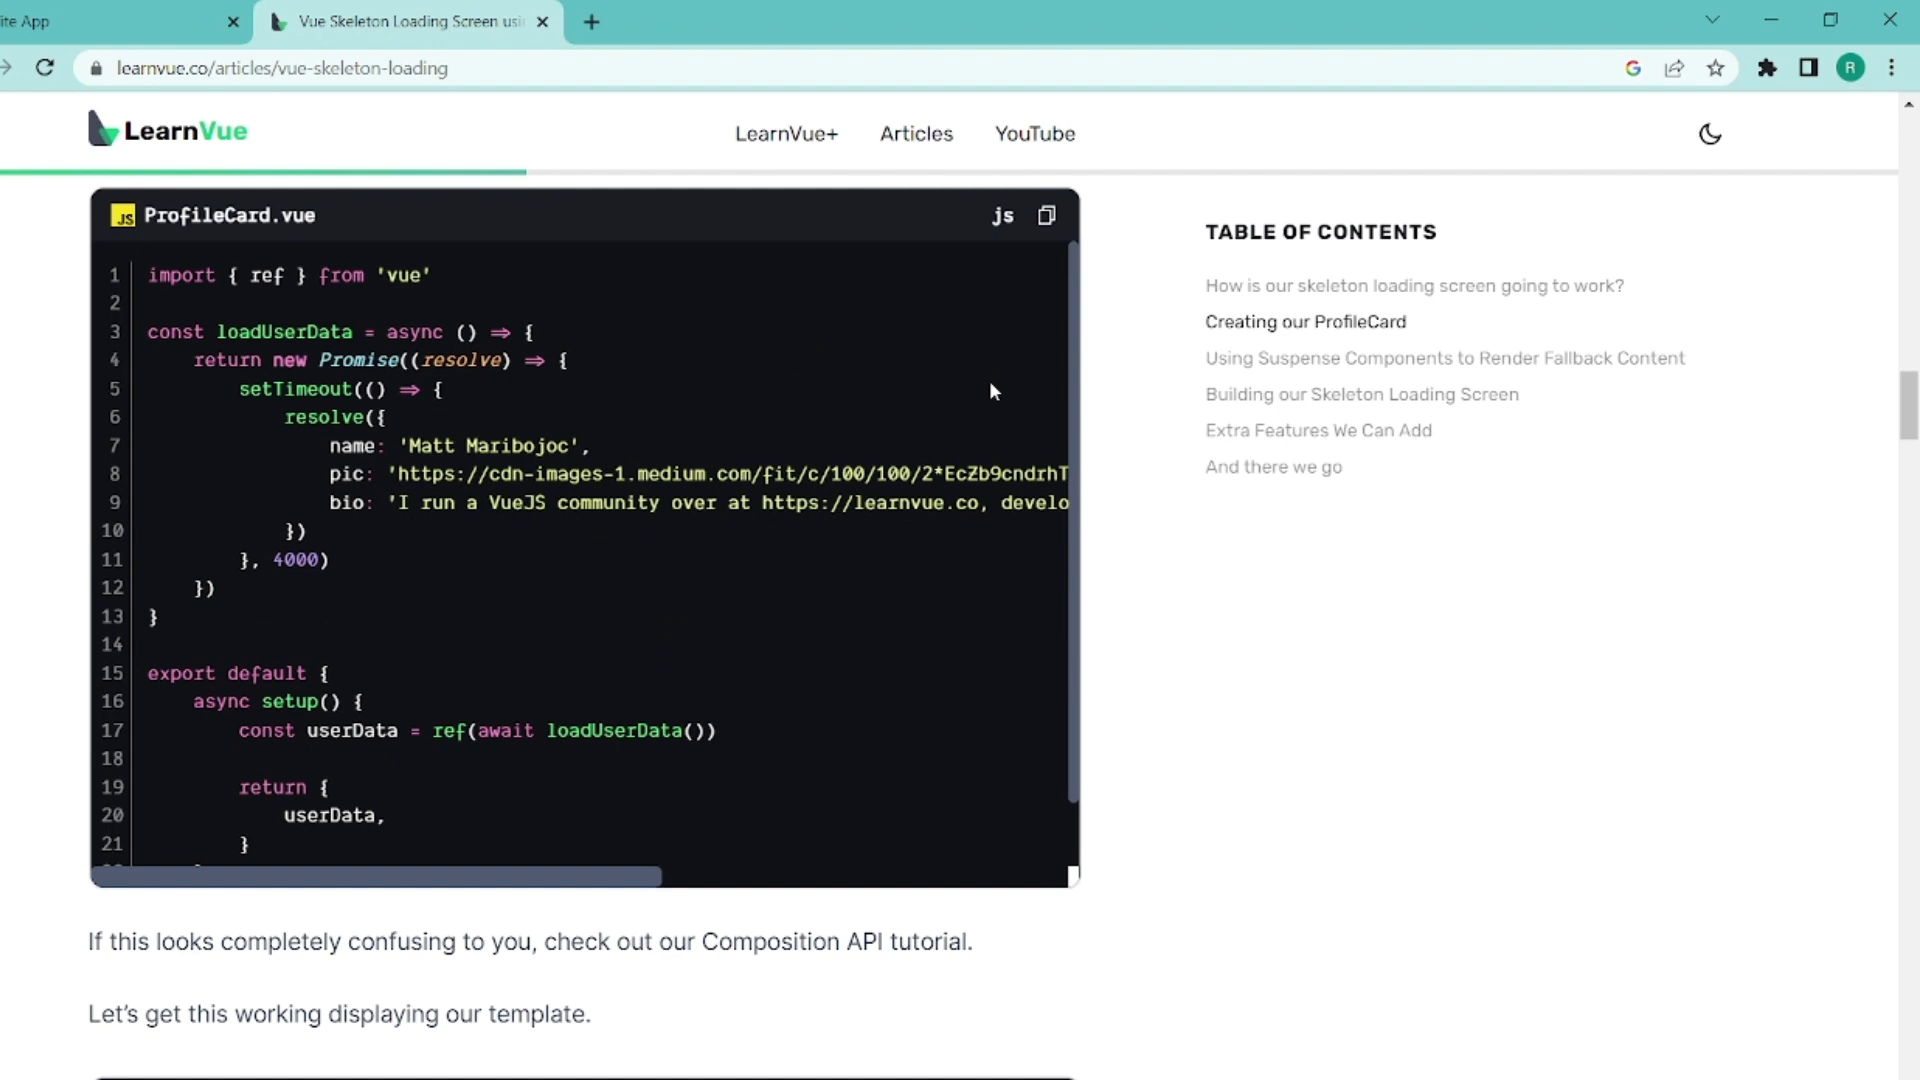 ite App
Vue Skeleton Loading Screen usi
learnvue.co/articles/vue-skeleton-loading
R
LearnVue
LearnVue+ Articles YouTube
JS ProfileCard.vue js
1 import { ref } from 'vue'
2
3 const loadUserData = async () => {
4 return new Promise((resolve) => {
5 setTimeout(() => {
6 resolve({
7 name: 'Matt Maribojoc',
8 pic: 'https://cdn-images-1.medium.com/fit/c/100/100/2*EcZb9cndrhT
9 bio: 'I run a VueJS community over at https://learnvue.co, develo
10 })
11 }, 4000)
12 })
13 }
14
15 export default {
16 async setup() {
17 const userData = ref(await loadUserData())
18
19 return {
20 userData,
21 }
If this looks completely confusing to you, check out our Composition API tutorial.
Let's get this working displaying our template.
TABLE OF CONTENTS
How is our skeleton loading screen going to work?
Creating our ProfileCard
Using Suspense Components to Render Fallback Content
Building our Skeleton Loading Screen
Extra Features We Can Add
And there we go